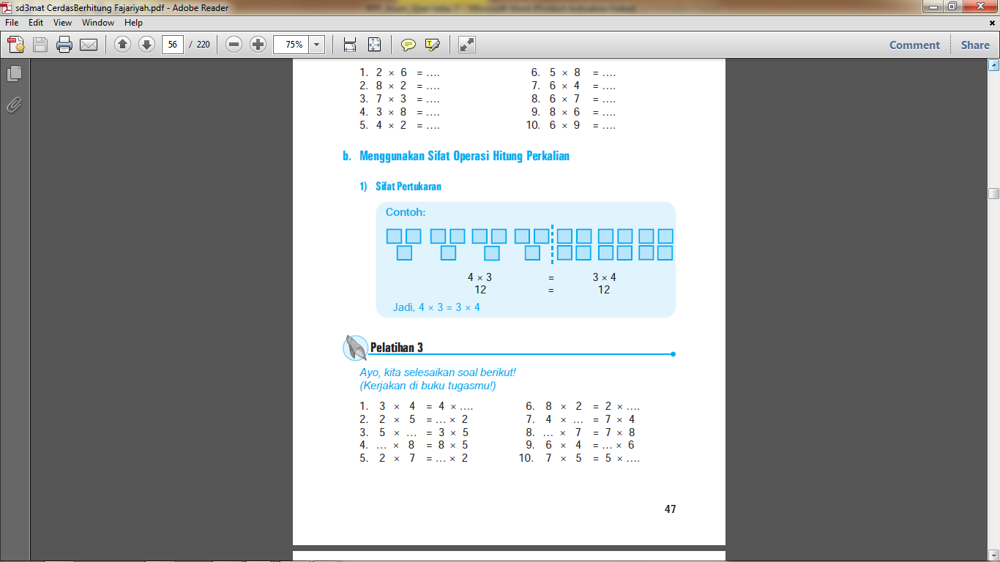 sd3mat CerdasBerhitung Fajariyah.pdf - Adobe Reader
File Edit View Window Help
56 / 220 75% Comment Share
1. 2 × 6 = ....
2. 8 × 2 = ....
3. 7 × 3 = ....
4. 3 × 8 = ....
5. 4 × 2 = ....
6. 5 × 8 = ....
7. 6 × 4 = ....
8. 6 × 7 = ....
9. 8 × 6 = ....
10. 6 × 9 = ....
b. Menggunakan Sifat Operasi Hitung Perkalian
1) Sifat Pertukaran
Contoh:
4 × 3 = 3 × 4
12 = 12
Jadi, 4 × 3 = 3 × 4
Pelatihan 3
Ayo, kita selesaikan soal berikut!
(Kerjakan di buku tugasmu!)
1. 3 × 4 = 4 × ....
2. 2 × 5 = ... × 2
3. 5 × ... = 3 × 5
4. ... × 8 = 8 × 5
5. 2 × 7 = ... × 2
6. 8 × 2 = 2 × ....
7. 4 × ... = 7 × 4
8. ... × 7 = 7 × 8
9. 6 × 4 = ... × 6
10. 7 × 5 = 5 × ....
47